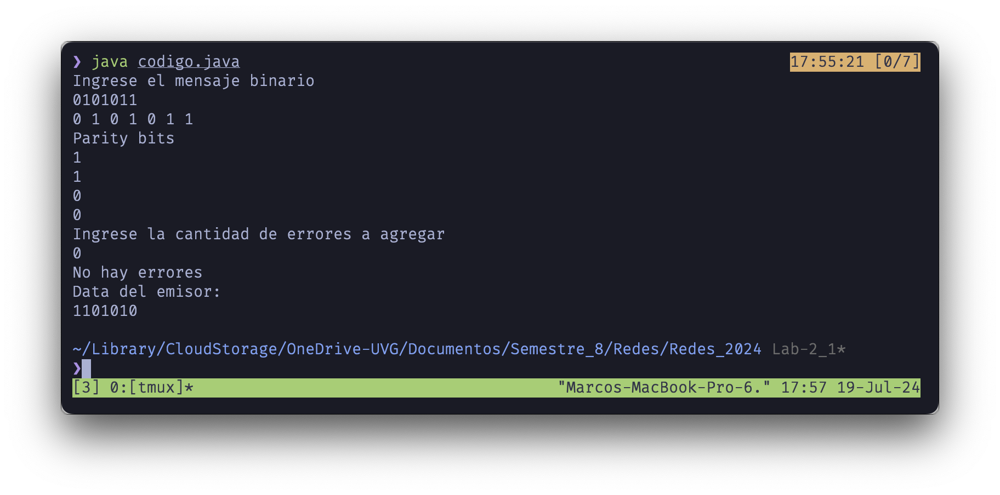 ❯ java codigo.java 17:55:21 [0/7]
Ingrese el mensaje binario
0101011
0 1 0 1 0 1 1
Parity bits
1
1
0
0
Ingrese la cantidad de errores a agregar
0
No hay errores
Data del emisor:
1101010
~/Library/CloudStorage/OneDrive-UVG/Documentos/Semestre_8/Redes/Redes_2024 Lab-2_1*
❯
[3] 0:[tmux]* "Marcos-MacBook-Pro-6." 17:57 19-Jul-24